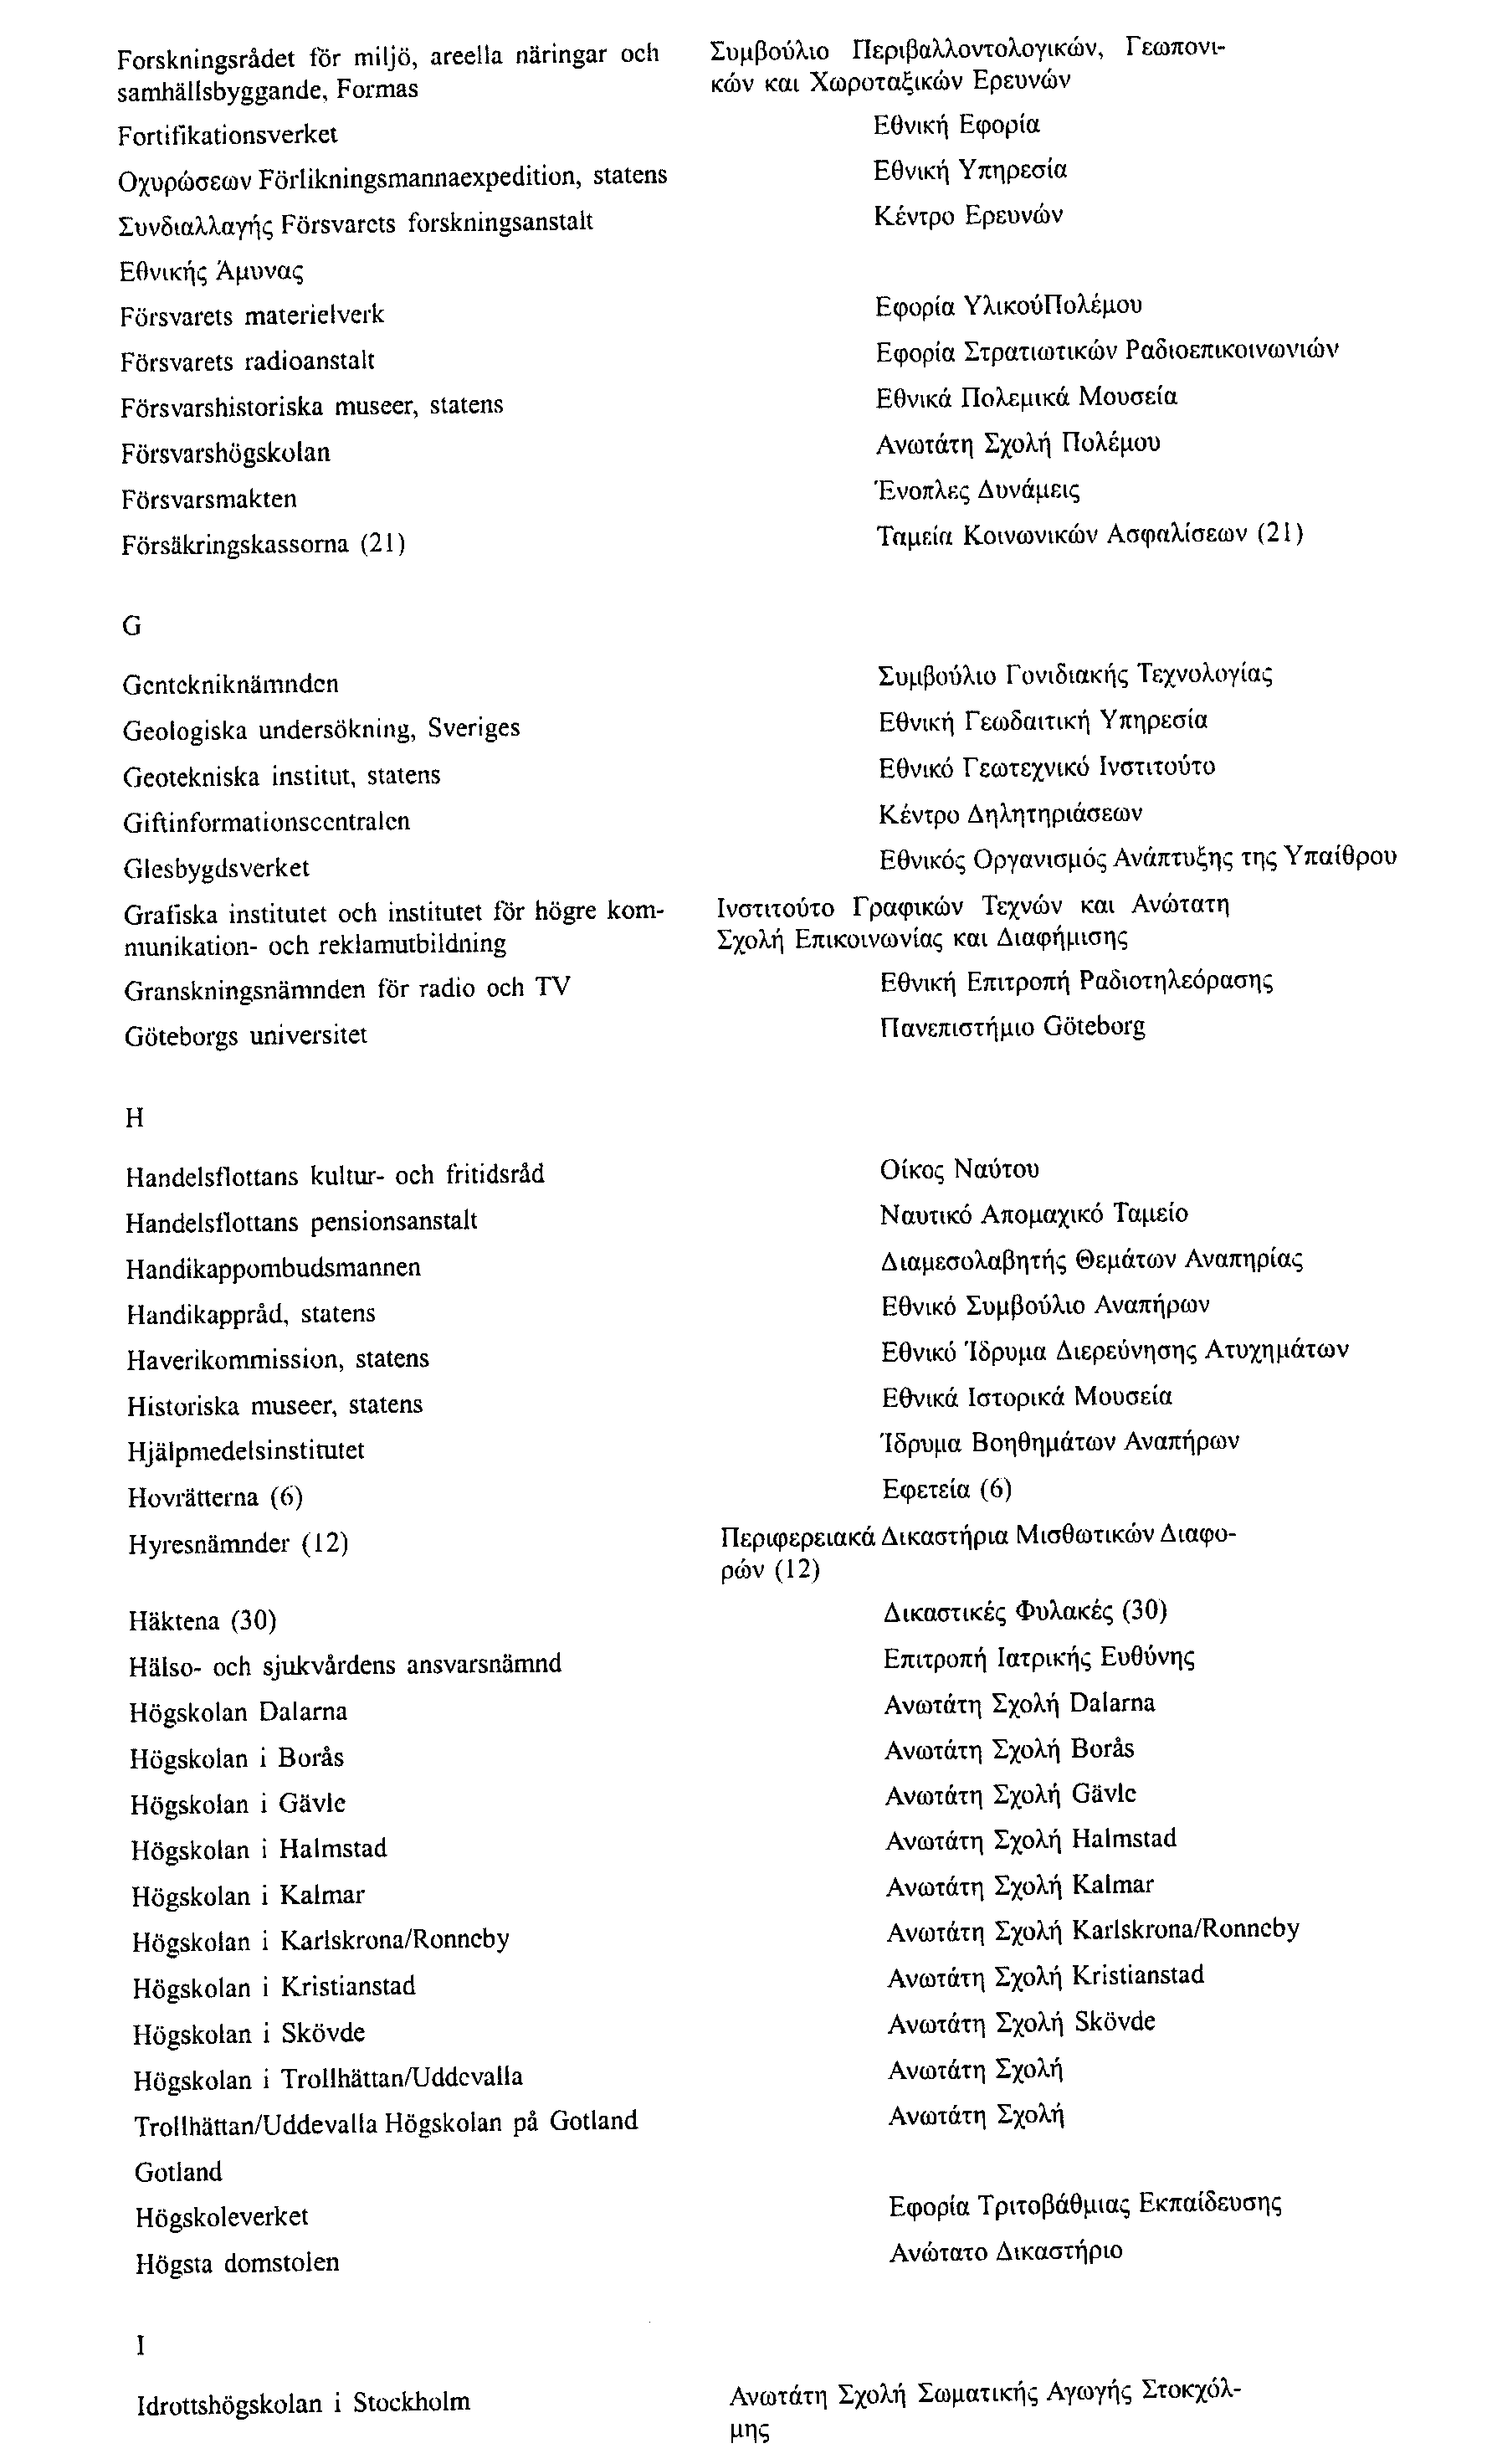 Forskningsrådet för miljö, areella näringar och Συμβούλιο Περιβαλλοντολογικών, Γεωπονι-
samhällsbyggande, Formas κών και Χωροταξικών Ερευνών
Fortifikationsverket Εθνική Εφορία
Οχυρώσεων Förlikningsmannaexpedition, statens Εθνική Υπηρεσία
Συνδιαλλαγής Försvarets forskningsanstalt Κέντρο Ερευνών
Εθνικής Άμυνας
Försvarets materielverk Εφορία ΥλικούΠολέμου
Försvarets radioanstalt Εφορία Στρατιωτικών Ραδιοεπικοινωνιών
Försvarshistoriska museer, statens Εθνικά Πολεμικά Μουσεία
Försvarshögskolan Ανωτάτη Σχολή Πολέμου
Försvarsmakten Ένοπλες Δυνάμεις
Försäkringskassorna (21) Ταμεία Κοινωνικών Ασφαλίσεων (21)
G
Gentekniknämnden Συμβούλιο Γονιδιακής Τεχνολογίας
Geologiska undersökning, Sveriges Εθνική Γεωδαιτική Υπηρεσία
Geotekniska institut, statens Εθνικό Γεωτεχνικό Ινστιτούτο
Giftinformationscentralen Κέντρο Δηλητηριάσεων
Glesbygdsverket Εθνικός Οργανισμός Ανάπτυξης της Υπαίθρου
Grafiska institutet och institutet för högre kom- Ινστιτούτο Γραφικών Τεχνών και Ανώτατη
munikation- och reklamutbildning Σχολή Επικοινωνίας και Διαφήμισης
Granskningsnämnden för radio och TV Εθνική Επιτροπή Ραδιοτηλεόρασης
Göteborgs universitet Πανεπιστήμιο Göteborg
H
Handelsflottans kultur- och fritidsråd Οίκος Ναύτου
Handelsflottans pensionsanstalt Ναυτικό Απομαχικό Ταμείο
Handikappombudsmannen Διαμεσολαβητής Θεμάτων Αναπηρίας
Handikappråd, statens Εθνικό Συμβούλιο Αναπήρων
Haverikommission, statens Εθνικό Ίδρυμα Διερεύνησης Ατυχημάτων
Historiska museer, statens Εθνικά Ιστορικά Μουσεία
Hjälpmedelsinstitutet Ίδρυμα Βοηθημάτων Αναπήρων
Hovrätterna (6) Εφετεία (6)
Hyresnämnder (12) Περιφερειακά Δικαστήρια Μισθωτικών Διαφο-
ρών (12)
Häktena (30) Δικαστικές Φυλακές (30)
Hälso- och sjukvårdens ansvarsnämnd Επιτροπή Ιατρικής Ευθύνης
Högskolan Dalarna Ανωτάτη Σχολή Dalarna
Högskolan i Borås Ανωτάτη Σχολή Borås
Högskolan i Gävle Ανωτάτη Σχολή Gävle
Högskolan i Halmstad Ανωτάτη Σχολή Halmstad
Högskolan i Kalmar Ανωτάτη Σχολή Kalmar
Högskolan i Karlskrona/Ronneby Ανωτάτη Σχολή Karlskrona/Ronneby
Högskolan i Kristianstad Ανωτάτη Σχολή Kristianstad
Högskolan i Skövde Ανωτάτη Σχολή Skövde
Högskolan i Trollhättan/Uddevalla Ανωτάτη Σχολή
Trollhättan/Uddevalla Högskolan på Gotland Ανωτάτη Σχολή
Gotland
Högskoleverket Εφορία Τριτοβάθμιας Εκπαίδευσης
Högsta domstolen Ανώτατο Δικαστήριο
I
Idrottshögskolan i Stockholm Ανωτάτη Σχολή Σωματικής Αγωγής Στοκχόλ-
μης